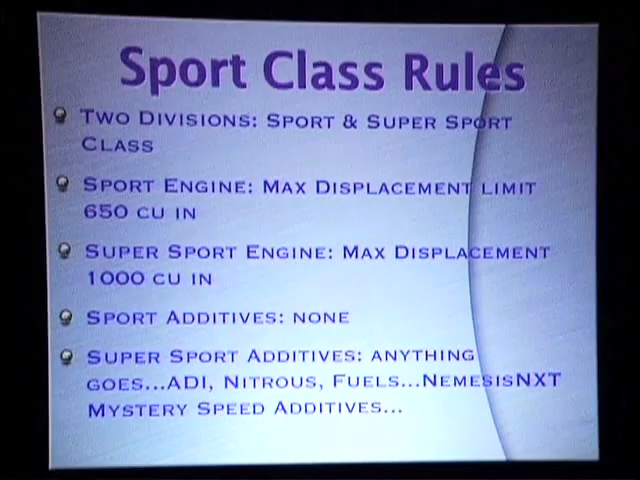 Sport Class Rules
Two Divisions: Sport & Super Sport
Class
Sport Engine: Max Displacement limit
650 cu in
Super Sport Engine: Max Displacement
1000 cu in
Sport Additives: none
Super Sport Additives: anything
goes...ADI, Nitrous, Fuels...NemesisNXT
Mystery Speed Additives...